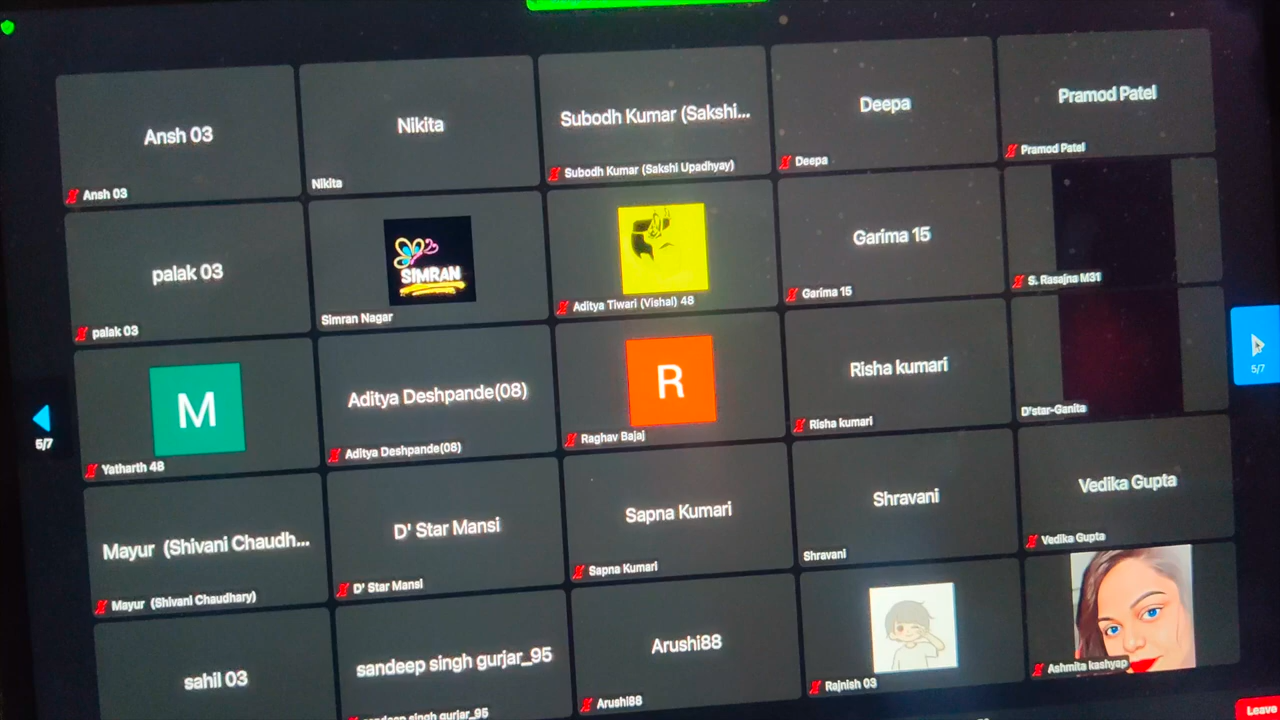 Ansh 03
Ansh 03
Nikita
Nikita
Subodh Kumar (Sakshi...
Subodh Kumar (Sakshi Upadhyay)
Deepa
Deepa
Pramod Patel
Pramod Patel
palak 03
palak 03
SIMRAN
Simran Nagar
Aditya Tiwari (Vishal) 48
Garima 15
Garima 15
S. Rasajna M31
M
Yatharth 48
Aditya Deshpande(08)
Aditya Deshpande(08)
R
Raghav Bajaj
Risha kumari
Risha kumari
D'star-Ganita
5/7
5/7
Mayur (Shivani Chaudh...
Mayur (Shivani Chaudhary)
D' Star Mansi
D' Star Mansi
Sapna Kumari
Sapna Kumari
Shravani
Shravani
Vedika Gupta
Vedika Gupta
sahil 03
sandeep singh gurjar_95
sandeep singh gurjar_95
Arushi88
Arushi88
Rajnish 03
Ashmita kashyap
Leave